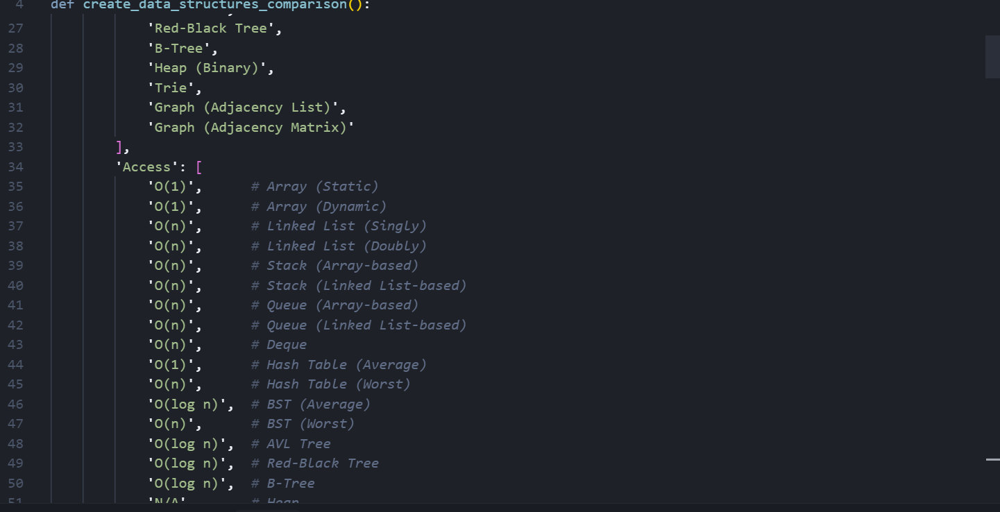 4 def create_data_structures_comparison():
27 'Red-Black Tree',
28 'B-Tree',
29 'Heap (Binary)',
30 'Trie',
31 'Graph (Adjacency List)',
32 'Graph (Adjacency Matrix)'
33 ],
34 'Access': [
35 'O(1)', # Array (Static)
36 'O(1)', # Array (Dynamic)
37 'O(n)', # Linked List (Singly)
38 'O(n)', # Linked List (Doubly)
39 'O(n)', # Stack (Array-based)
40 'O(n)', # Stack (Linked List-based)
41 'O(n)', # Queue (Array-based)
42 'O(n)', # Queue (Linked List-based)
43 'O(n)', # Deque
44 'O(1)', # Hash Table (Average)
45 'O(n)', # Hash Table (Worst)
46 'O(log n)', # BST (Average)
47 'O(n)', # BST (Worst)
48 'O(log n)', # AVL Tree
49 'O(log n)', # Red-Black Tree
50 'O(log n)', # B-Tree
51 'N/A' # Heap